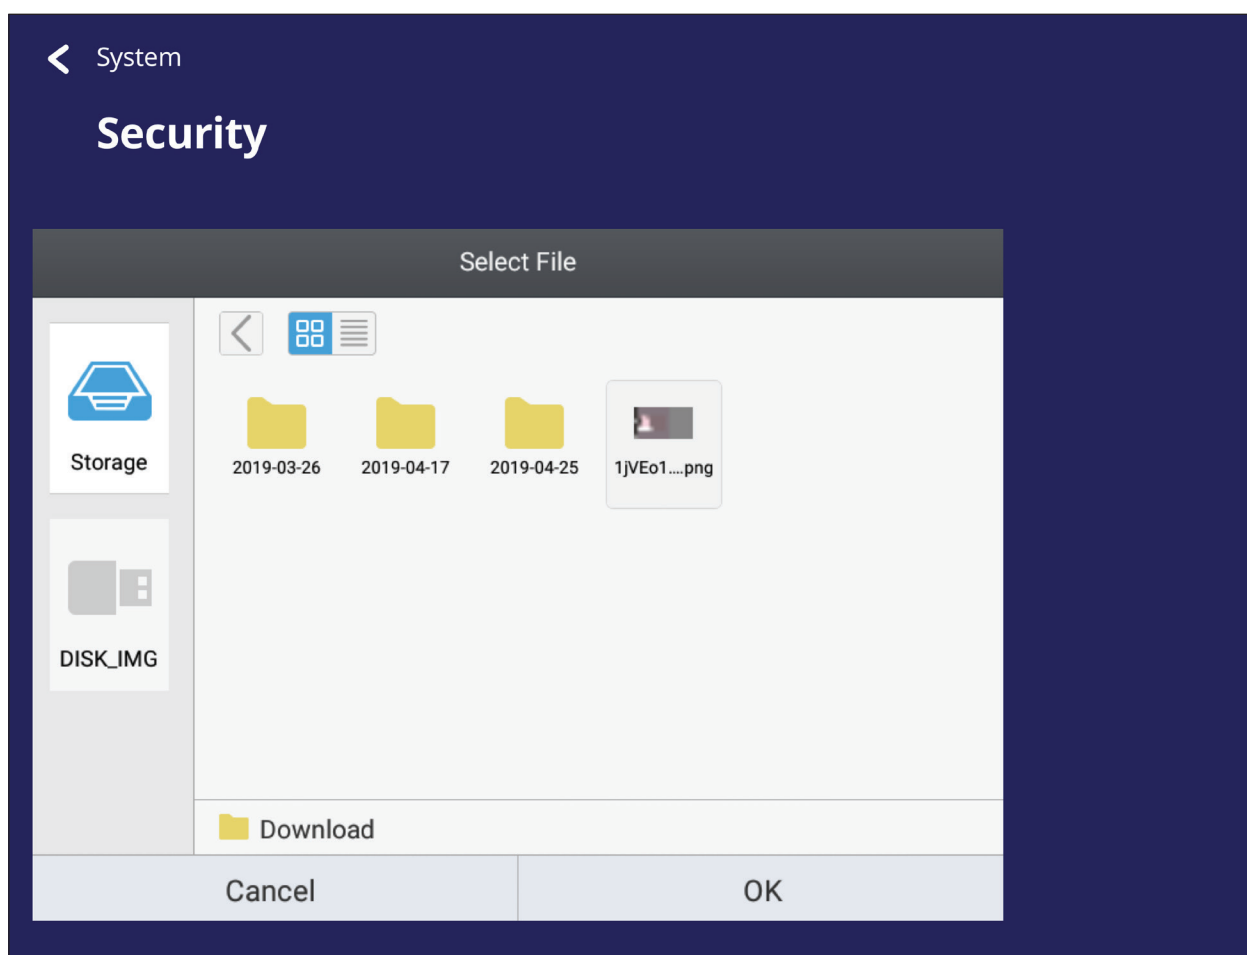 System
Security
Select File
Storage
2019-03-26
2019-04-17
2019-04-25
1jVEo1....png
DISK_IMG
Download
Cancel
OK